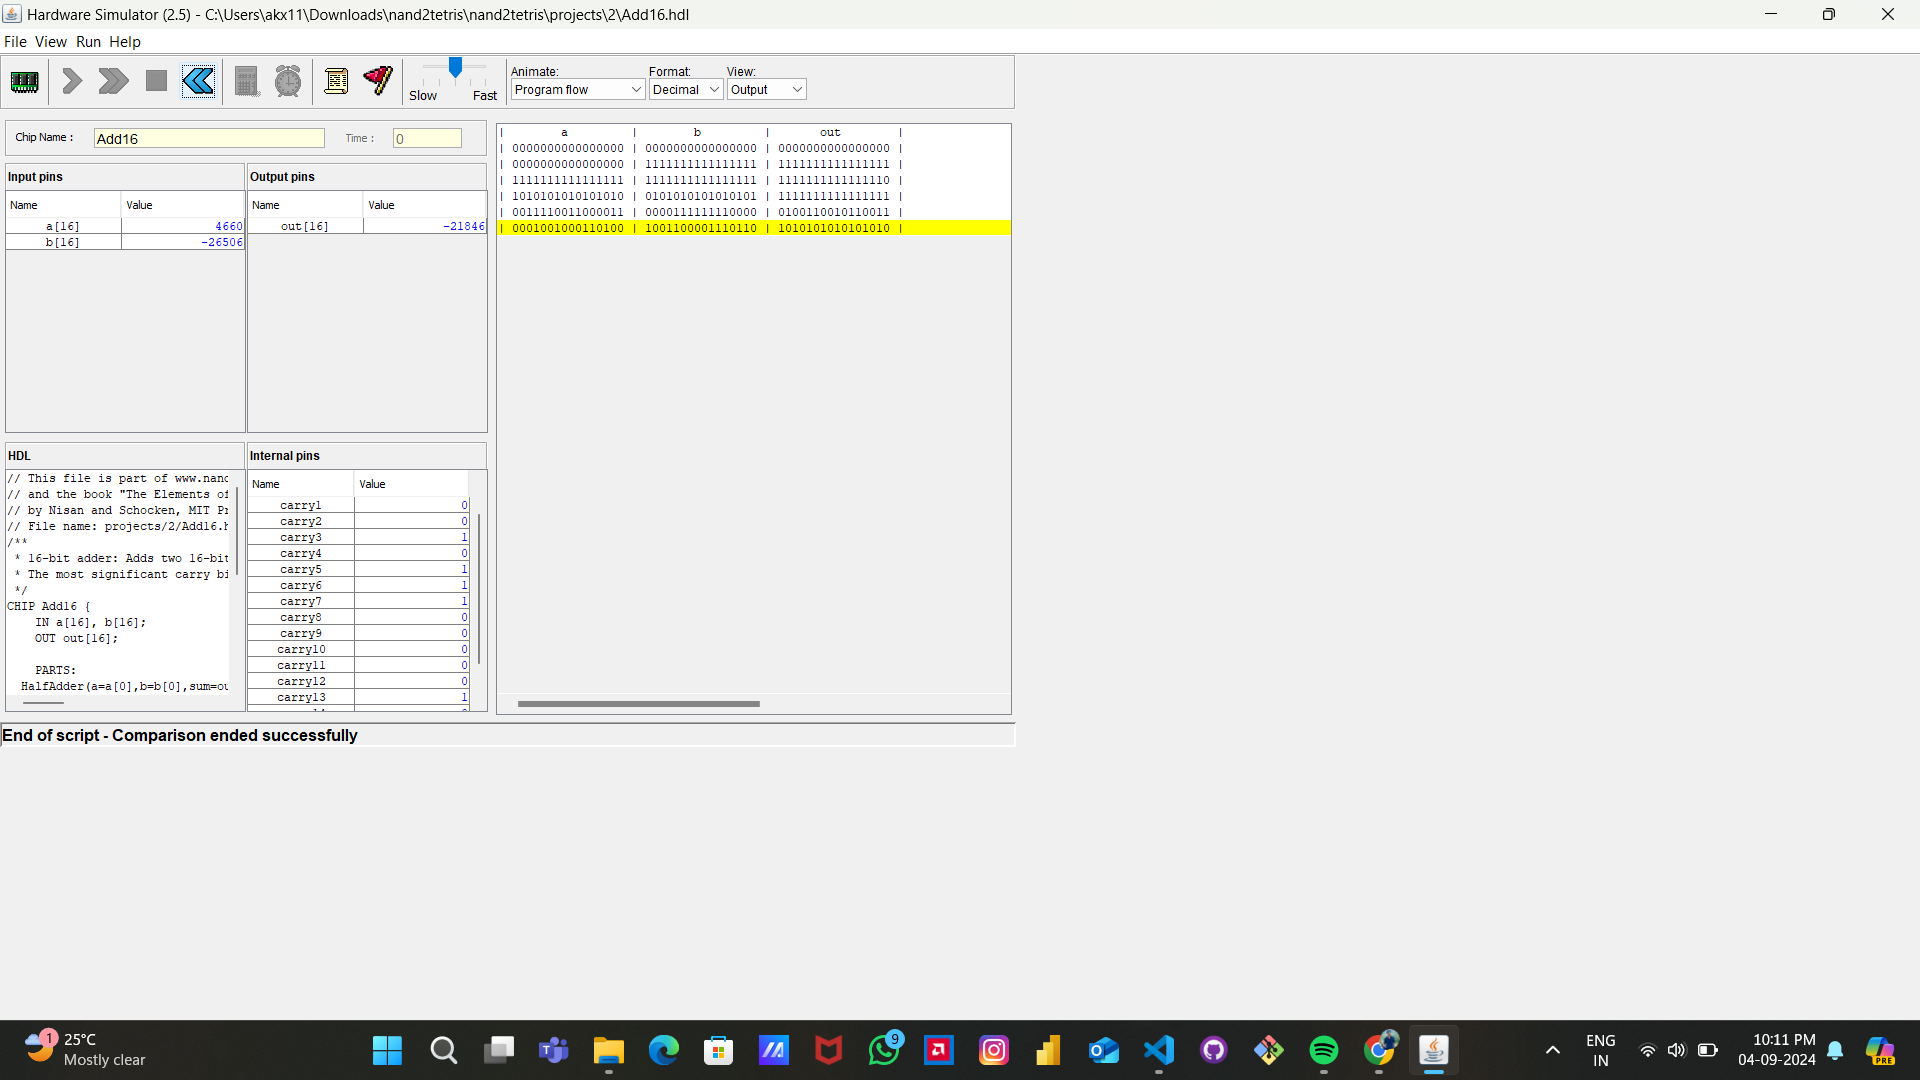 Hardware Simulator (2.5) - C:\Users\akx11\Downloads\nand2tetris\nand2tetris\projects\2\Add16.hdl
File View Run Help
Slow Fast
Animate: Format: View:
Program flow Decimal Output
Chip Name : Add16 Time : 0
Input pins
Name Value
a[16] 4660
b[16] -26506
Output pins
Name Value
out[16] -21846
HDL
// This file is part of www.nand
// and the book "The Elements of
// by Nisan and Schocken, MIT Pr
// File name: projects/2/Add16.h
/**
* 16-bit adder: Adds two 16-bit
* The most significant carry bi
*/
CHIP Add16 {
IN a[16], b[16];
OUT out[16];
PARTS:
HalfAdder(a=a[0],b=b[0],sum=ou
Internal pins
Name Value
carry1 0
carry2 0
carry3 1
carry4 0
carry5 1
carry6 1
carry7 1
carry8 0
carry9 0
carry10 0
carry11 0
carry12 0
carry13 1
| a | b | out |
| 0000000000000000 | 0000000000000000 | 0000000000000000 |
| 0000000000000000 | 1111111111111111 | 1111111111111111 |
| 1111111111111111 | 1111111111111111 | 1111111111111110 |
| 1010101010101010 | 0101010101010101 | 1111111111111111 |
| 0011110011000011 | 0000111111110000 | 0100110010110011 |
| 0001001000110100 | 1001100001110110 | 1010101010101010 |
End of script - Comparison ended successfully
1
25°C
Mostly clear
9
PRE
ENG
IN
10:11 PM
04-09-2024